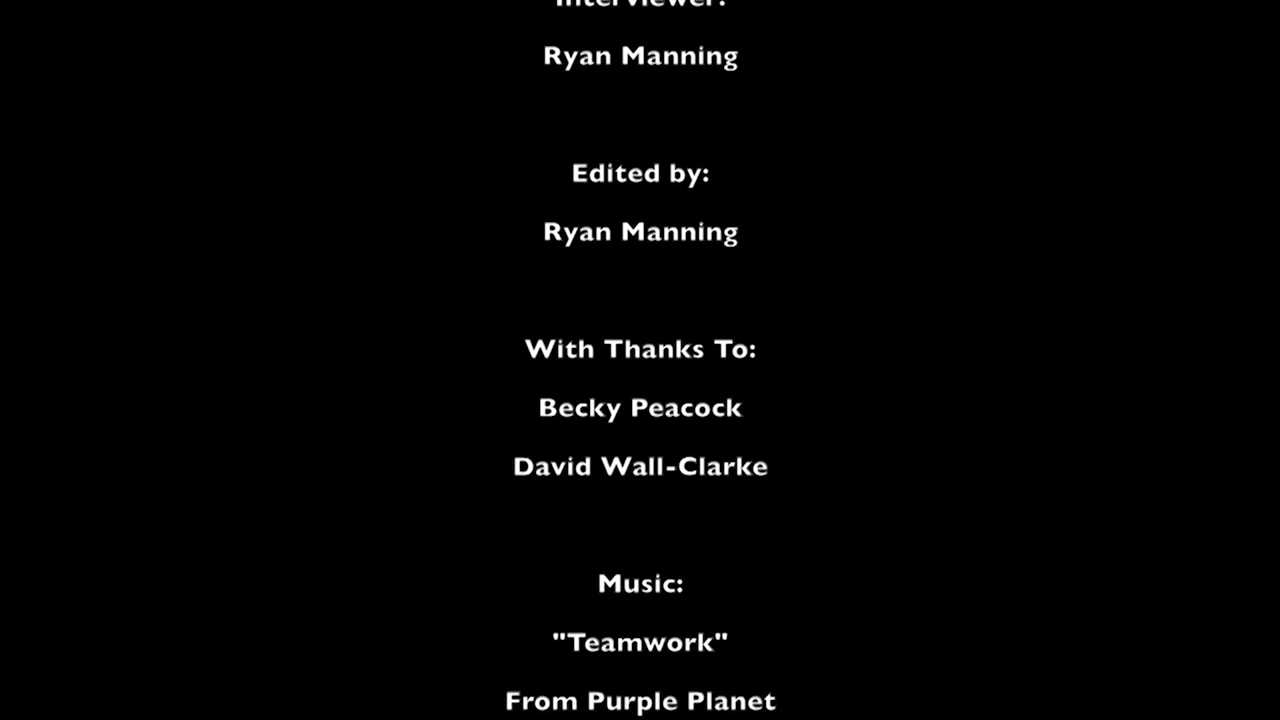 Interviewer:
Ryan Manning
Edited by:
Ryan Manning
With Thanks To:
Becky Peacock
David Wall-Clarke
Music:
"Teamwork"
From Purple Planet